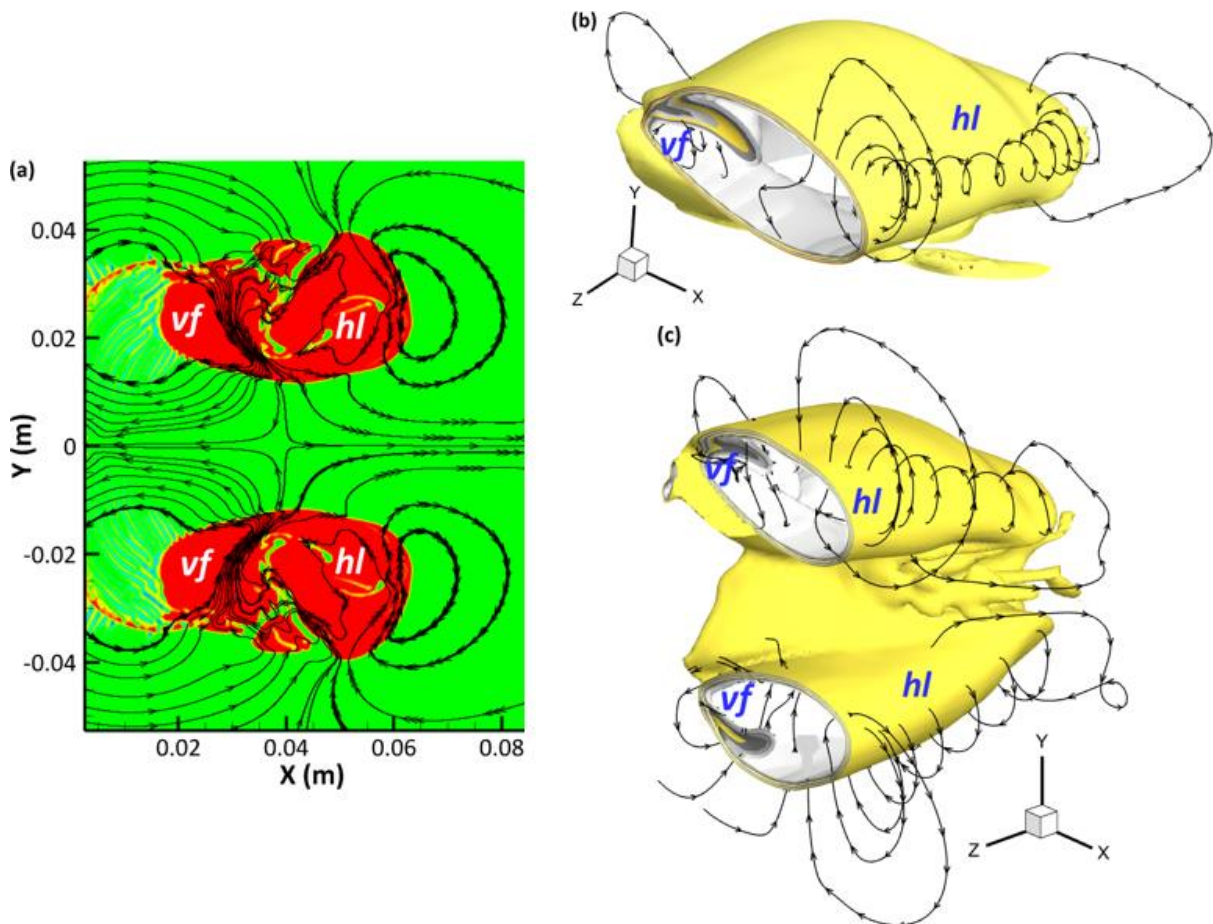 (a)
Y (m)
0.04
0.02
0
-0.02
-0.04
vf
hl
vf
hl
0.02 0.04 0.06 0.08
X (m)
(b)
hl
vf
Y
Z
X
(c)
vf
hl
vf
hl
Y
Z
X